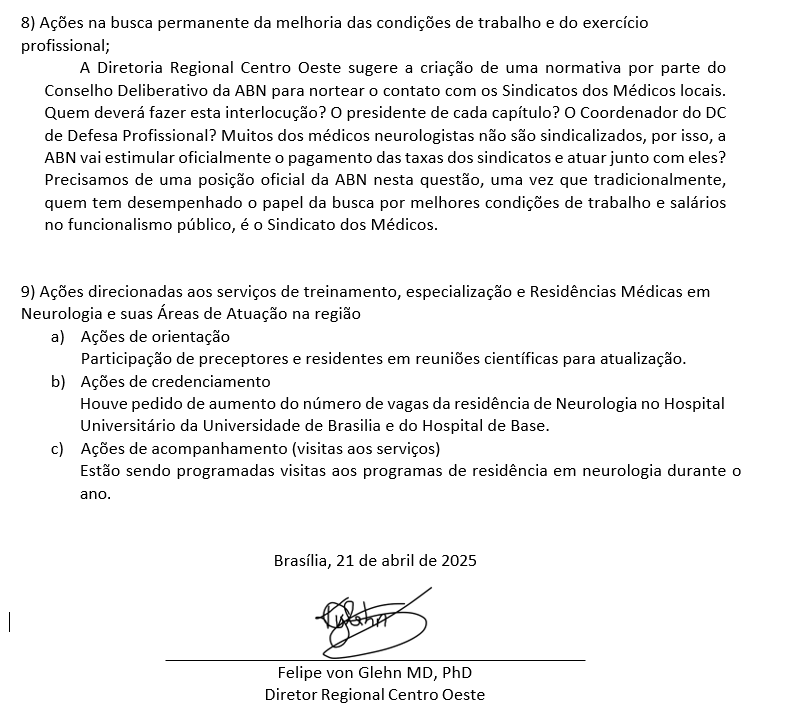 8) Ações na busca permanente da melhoria das condições de trabalho e do exercício
profissional;
A Diretoria Regional Centro Oeste sugere a criação de uma normativa por parte do
Conselho Deliberativo da ABN para nortear o contato com os Sindicatos dos Médicos locais.
Quem deverá fazer esta interlocução? O presidente de cada capítulo? O Coordenador do DC
de Defesa Profissional? Muitos dos médicos neurologistas não são sindicalizados, por isso, a
ABN vai estimular oficialmente o pagamento das taxas dos sindicatos e atuar junto com eles?
Precisamos de uma posição oficial da ABN nesta questão, uma vez que tradicionalmente,
quem tem desempenhado o papel da busca por melhores condições de trabalho e salários
no funcionalismo público, é o Sindicato dos Médicos.
9) Ações direcionadas aos serviços de treinamento, especialização e Residências Médicas em
Neurologia e suas Áreas de Atuação na região
a) Ações de orientação
Participação de preceptores e residentes em reuniões científicas para atualização.
b) Ações de credenciamento
Houve pedido de aumento do número de vagas da residência de Neurologia no Hospital
Universitário da Universidade de Brasilia e do Hospital de Base.
c) Ações de acompanhamento (visitas aos serviços)
Estão sendo programadas visitas aos programas de residência em neurologia durante o
ano.
Brasília, 21 de abril de 2025
Felipe von Glehn MD, PhD
Diretor Regional Centro Oeste